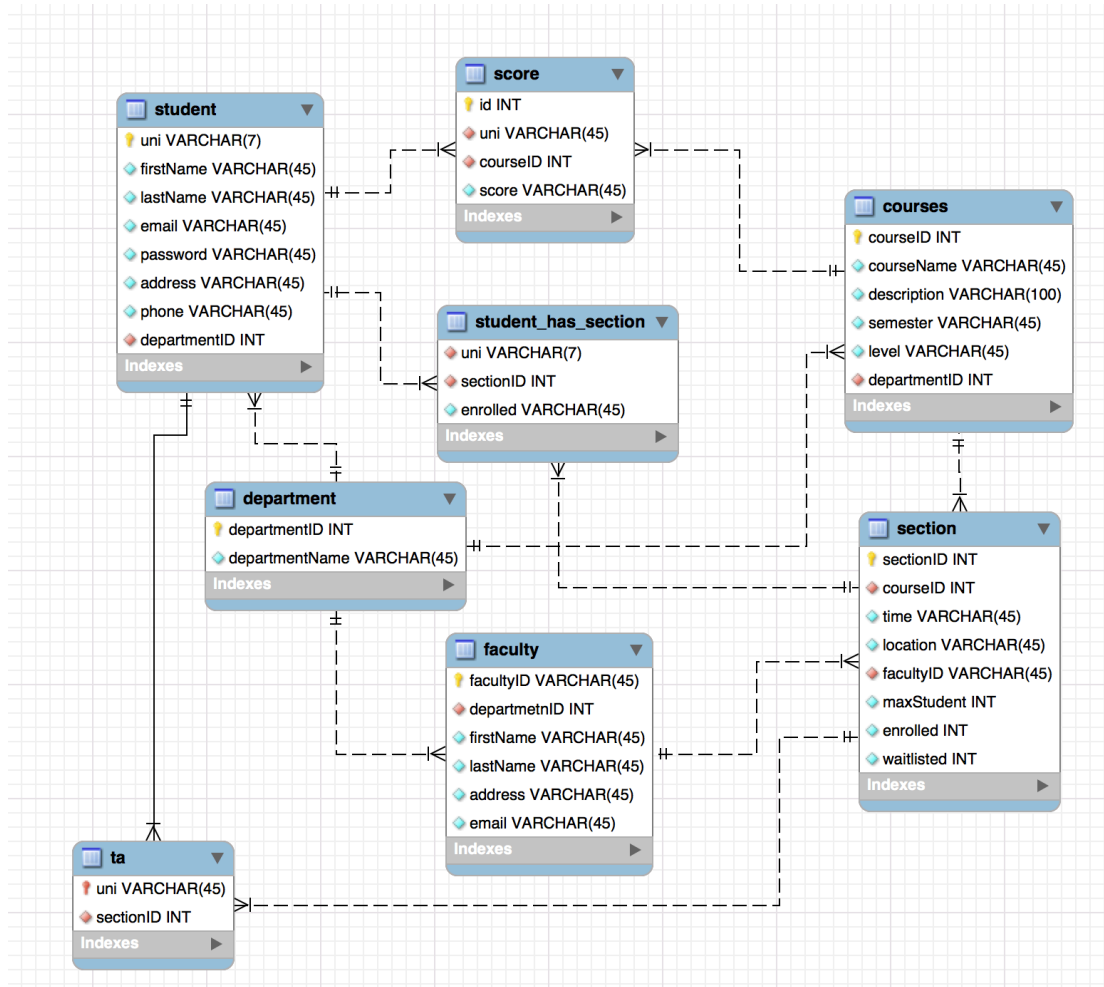 student
uni VARCHAR(7)
firstName VARCHAR(45)
lastName VARCHAR(45)
email VARCHAR(45)
password VARCHAR(45)
address VARCHAR(45)
phone VARCHAR(45)
departmentID INT
Indexes
score
id INT
uni VARCHAR(45)
courseID INT
score VARCHAR(45)
Indexes
courses
courseID INT
courseName VARCHAR(45)
description VARCHAR(100)
semester VARCHAR(45)
level VARCHAR(45)
departmentID INT
Indexes
student_has_section
uni VARCHAR(7)
sectionID INT
enrolled VARCHAR(45)
Indexes
department
departmentID INT
departmentName VARCHAR(45)
Indexes
section
sectionID INT
courseID INT
time VARCHAR(45)
location VARCHAR(45)
facultyID VARCHAR(45)
maxStudent INT
enrolled INT
waitlisted INT
Indexes
faculty
facultyID VARCHAR(45)
departmetnID INT
firstName VARCHAR(45)
lastName VARCHAR(45)
address VARCHAR(45)
email VARCHAR(45)
Indexes
ta
uni VARCHAR(45)
sectionID INT
Indexes